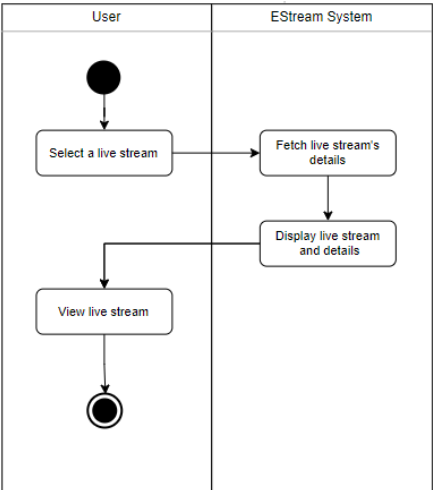 User
EStream System
Select a live stream
Fetch live stream's
details
Display live stream
and details
View live stream